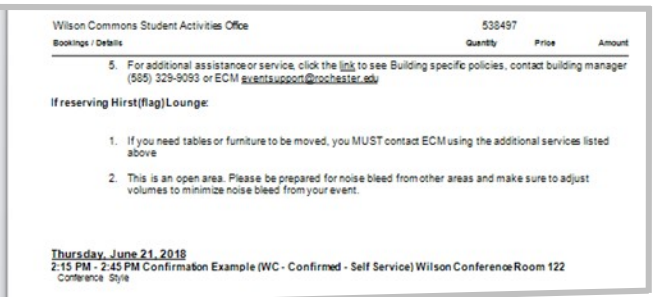 Wilson Commons Student Activities Office 538497
Bookings / Details Quantity Price Amount
5. For additional assistance or service, click the link to see Building specific policies, contact building manager
(585) 329-9093 or ECM eventsupport@rochester.edu
If reserving Hirst(flag) Lounge:
1. If you need tables or furniture to be moved, you MUST contact ECM using the additional services listed
above
2. This is an open area. Please be prepared for noise bleed from other areas and make sure to adjust
volumes to minimize noise bleed from your event.
Thursday, June 21, 2018
2:15 PM - 2:45 PM Confirmation Example (WC - Confirmed - Self Service) Wilson Conference Room 122
Conference Style